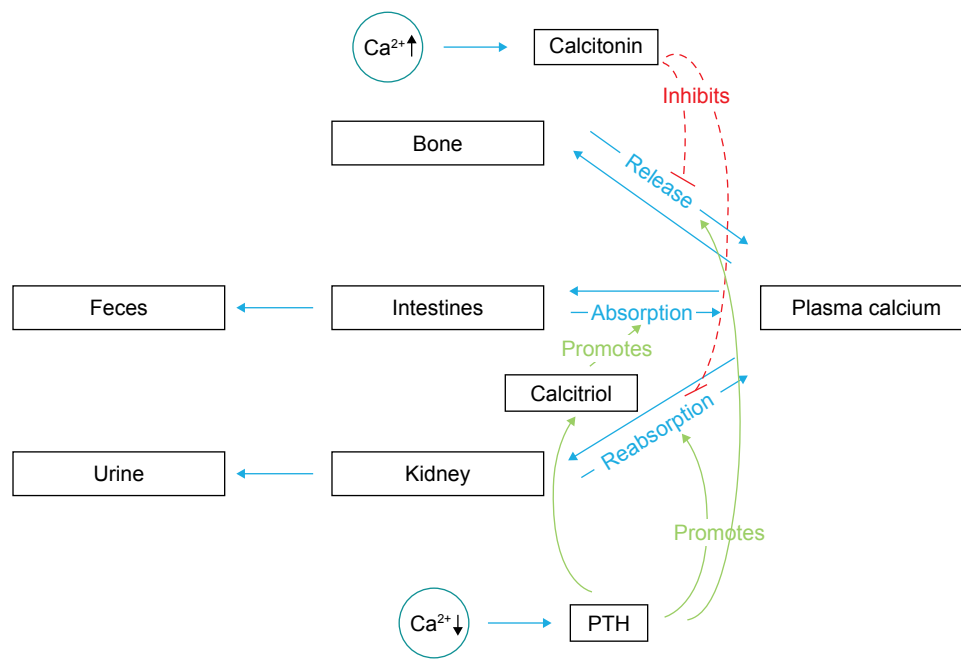 Ca²⁺↑
Calcitonin
Inhibits
Bone
Release
Feces
Intestines
Absorption
Plasma calcium
Promotes
Calcitriol
Reabsorption
Urine
Kidney
Promotes
Ca²⁺↓
PTH